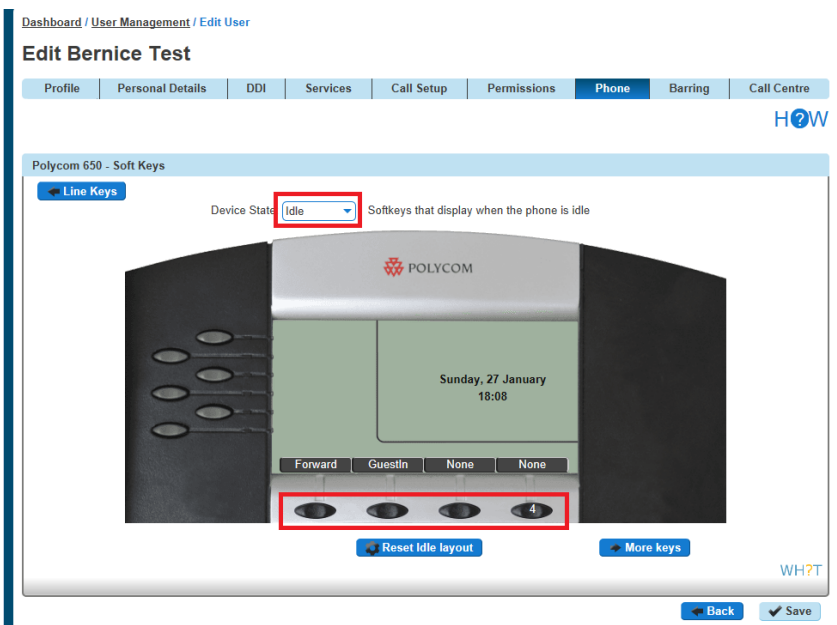 Dashboard / User Management / Edit User
Edit Bernice Test
Profile Personal Details DDI Services Call Setup Permissions Phone Barring Call Centre
H?W
Polycom 650 - Soft Keys
Line Keys
Device State Idle Softkeys that display when the phone is idle
POLYCOM
Sunday, 27 January
18:08
Forward GuestIn None None
4
Reset Idle layout More keys
WH?T
Back Save